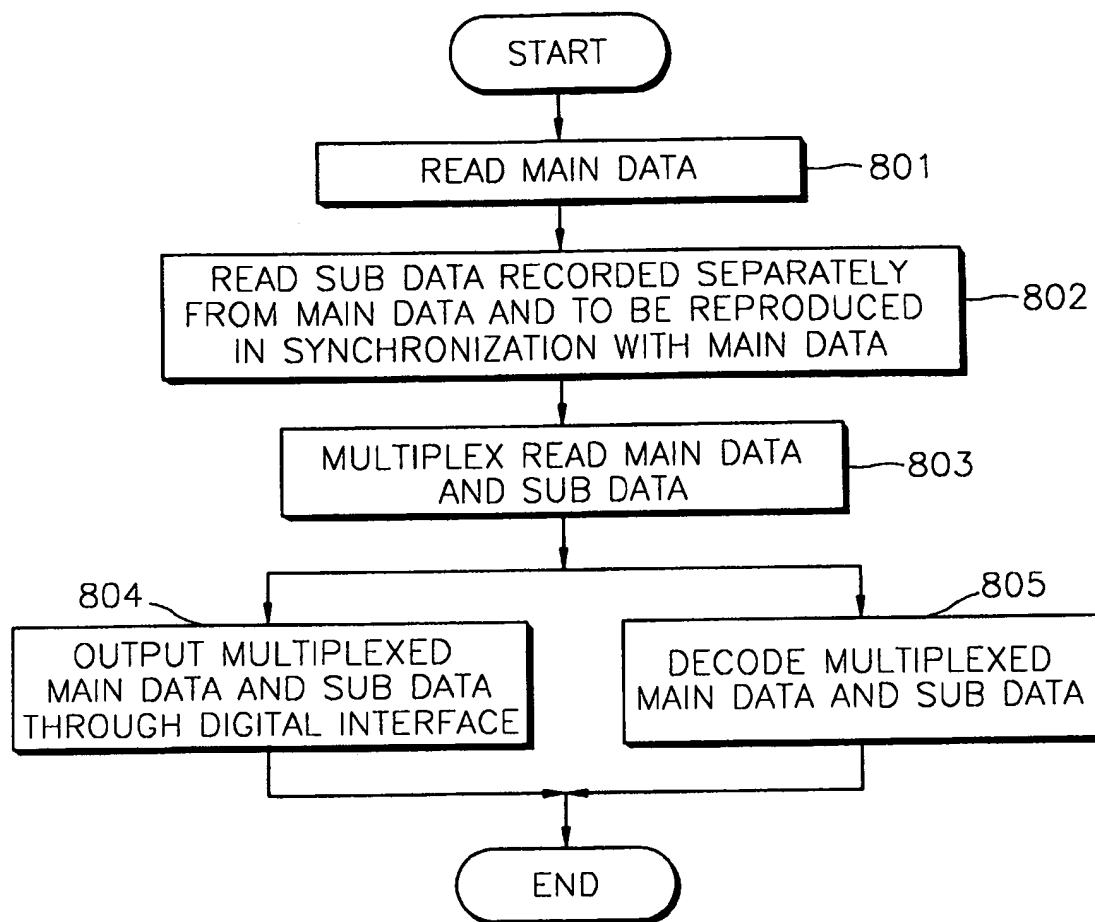 START
READ MAIN DATA
801
READ SUB DATA RECORDED SEPARATELY
FROM MAIN DATA AND TO BE REPRODUCED
IN SYNCHRONIZATION WITH MAIN DATA
802
MULTIPLEX READ MAIN DATA
AND SUB DATA
803
804
OUTPUT MULTIPLEXED
MAIN DATA AND SUB DATA
THROUGH DIGITAL INTERFACE
805
DECODE MULTIPLEXED
MAIN DATA AND SUB DATA
END